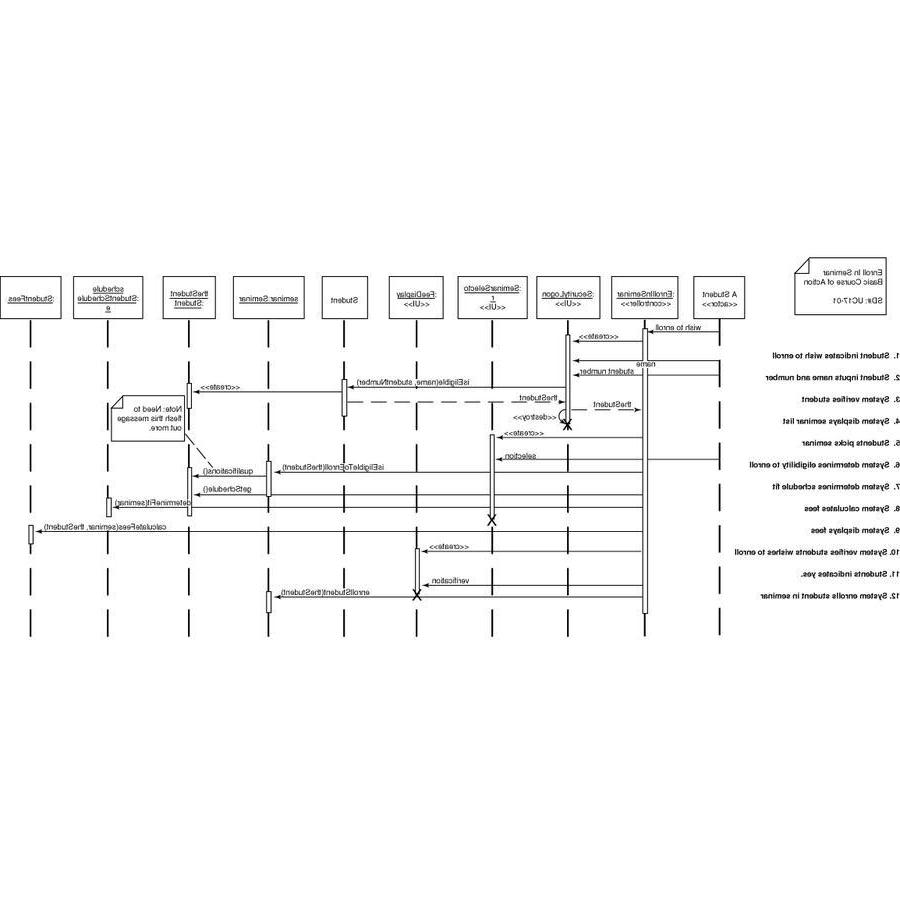 Enroll In Seminar
Basic Course of Action
SD#: UC17-01
A Student
<<actor>>
:EnrollInSeminar
<<controller>>
:SecurityLogon
<<UI>>
:SeminarSelecto
r
<<UI>>
:FeeDisplay
<<UI>>
Student
seminar:Seminar
theStudent
:Student
schedule
:StudentSchedule
e
:StudentFees
1. Student indicates wish to enroll
2. Student inputs name and number
3. System verifies student
4. System displays seminar list
5. Students picks seminar
6. System determines eligibility to enroll
7. System determines schedule fit
8. System calculates fees
9. System displays fees
10. System verifies students wishes to enroll
11. Students indicates yes.
12. System enrolls student in seminar
wish to enroll
<<create>>
name
student number
isEligible(name, studentNumber)
<<create>>
theStudent
theStudent
<<destroy>>
Note: Need to
flesh this message
out more.
<<create>>
selection
isEligibleToEnroll(theStudent)
qualifications()
getSchedule()
determineFit(seminar)
calculateFees(seminar, theStudent)
<<create>>
verification
enrollStudent(theStudent)